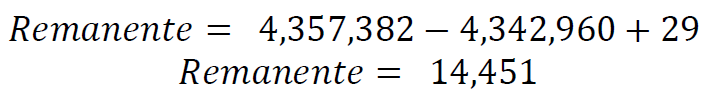 Remanente = 4,357,382 − 4,342,960 + 29
Remanente = 14,451